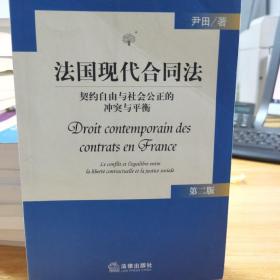 尹田/著
法国现代合同法
契约自由与社会公正的
冲突与平衡
Droit contemporain des
contrats en France
Le conflit et l'équilibre entre
la liberté contractuelle et la justice sociale
第二版
法律出版社